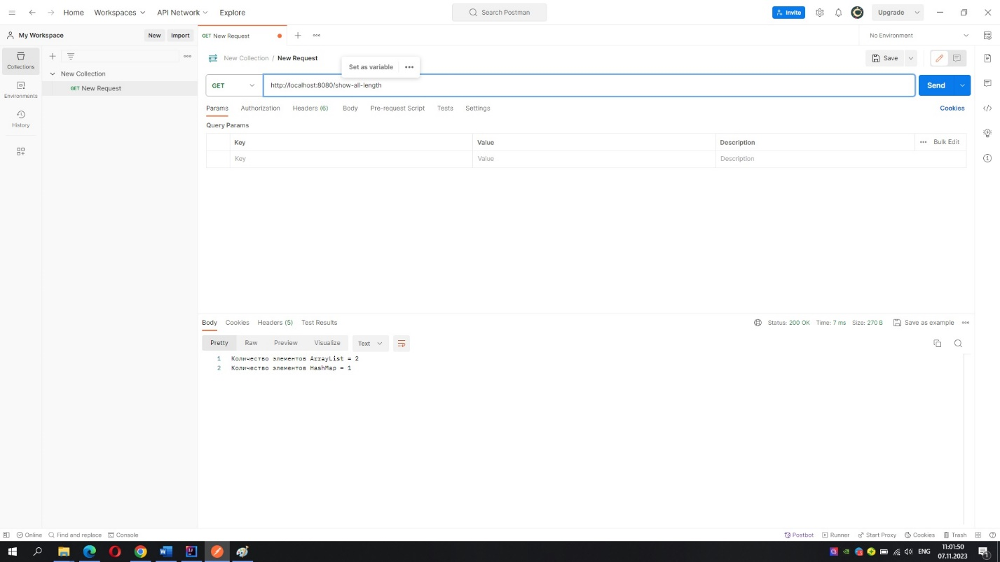 Home Workspaces API Network Explore Search Postman Invite Upgrade
My Workspace New Import GET New Request No Environment
Collections
Environments
History
New Collection
GET New Request
New Collection / New Request Save
Set as variable
GET http://localhost:8080/show-all-length Send
Params Authorization Headers (6) Body Pre-request Script Tests Settings Cookies
Query Params
Key Value Description Bulk Edit
Key Value Description
Body Cookies Headers (5) Test Results Status: 200 OK Time: 7 ms Size: 270 B Save as example
Pretty Raw Preview Visualize Text
1 Количество элементов ArrayList = 2
2 Количество элементов HashMap = 1
Online Find and replace Console Postbot Runner Start Proxy Cookies Trash
ENG 11:01:50
07.11.2023